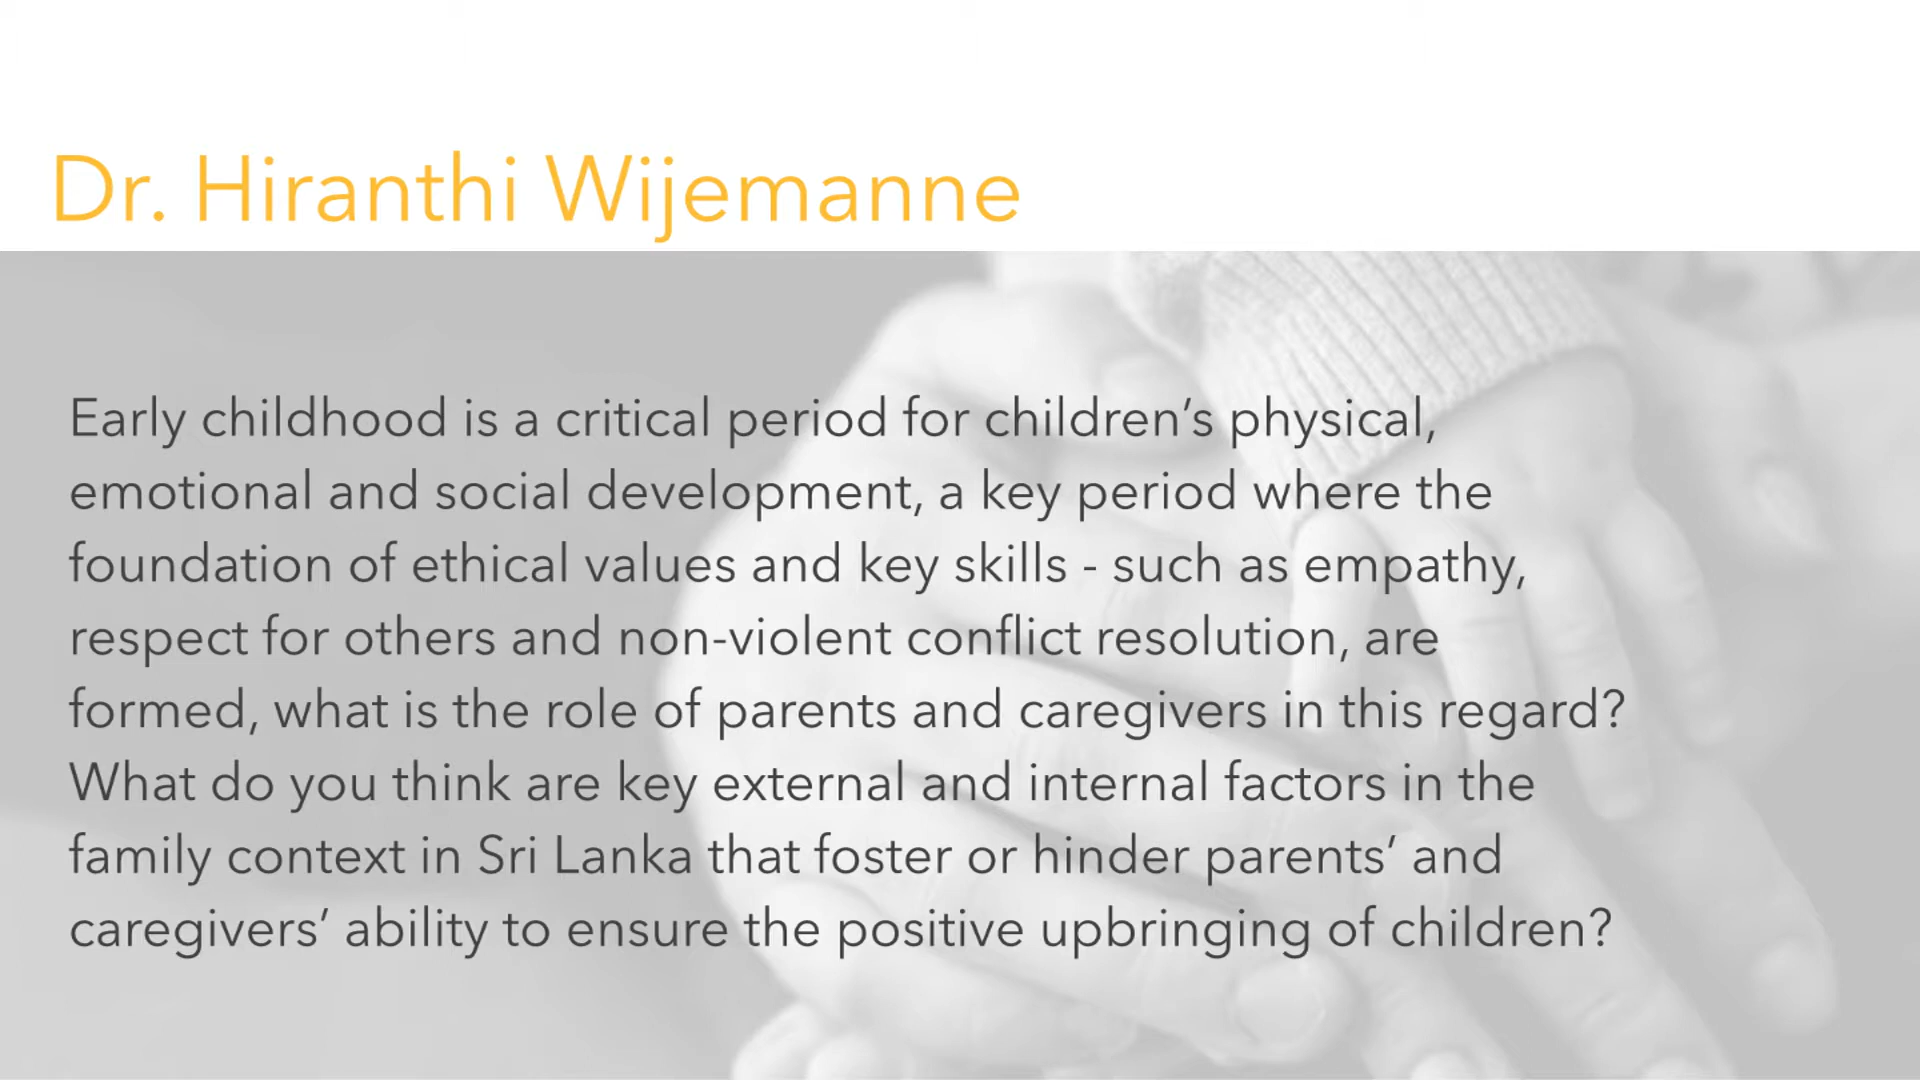 Dr. Hiranthi Wijemanne
Early childhood is a critical period for children’s physical,
emotional and social development, a key period where the
foundation of ethical values and key skills - such as empathy,
respect for others and non-violent conflict resolution, are
formed, what is the role of parents and caregivers in this regard?
What do you think are key external and internal factors in the
family context in Sri Lanka that foster or hinder parents’ and
caregivers’ ability to ensure the positive upbringing of children?